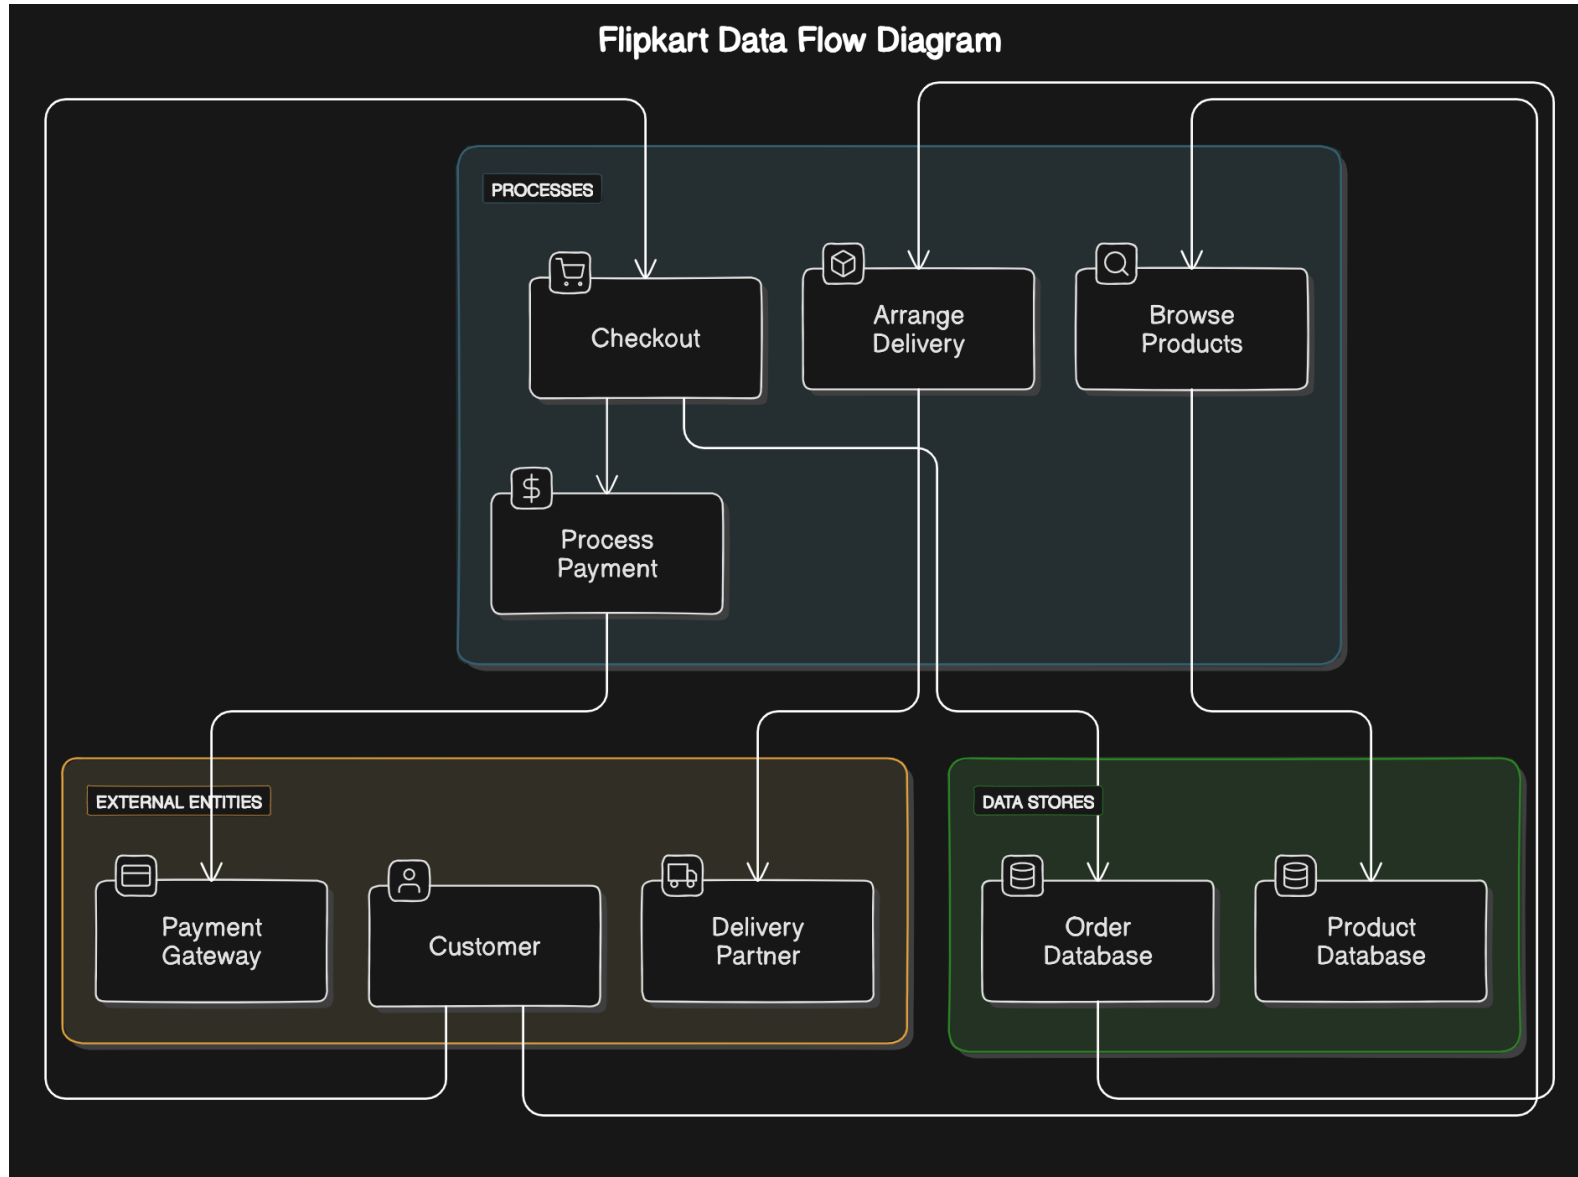 Flipkart Data Flow Diagram
PROCESSES
Checkout
Arrange
Delivery
Browse
Products
Process
Payment
EXTERNAL ENTITIES
Payment
Gateway
Customer
Delivery
Partner
DATA STORES
Order
Database
Product
Database